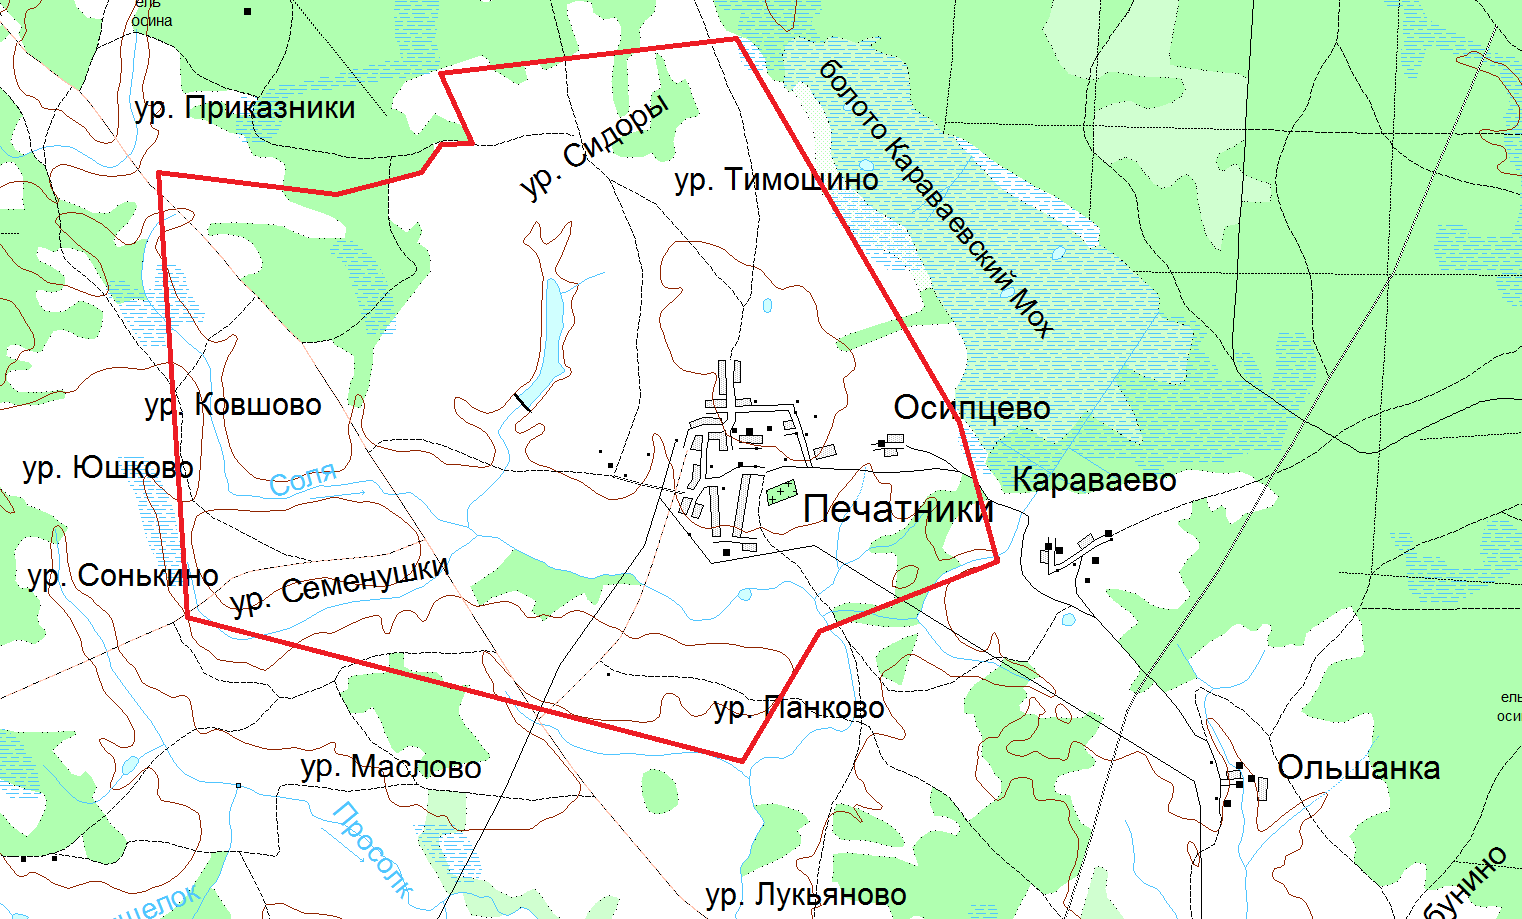 ель
осина
ур. Приказники
болото Караваевский Мох
ур. Сидоры
ур. Тимошино
ур. Ковшово
Осипцево
ур. Юшково
Соля
Караваево
Печатники
ур. Сонькино
ур. Семенушки
ель
ур. Панково
ур. Маслово
Ольшанка
Просолк
ур. Лукьяново
бунино